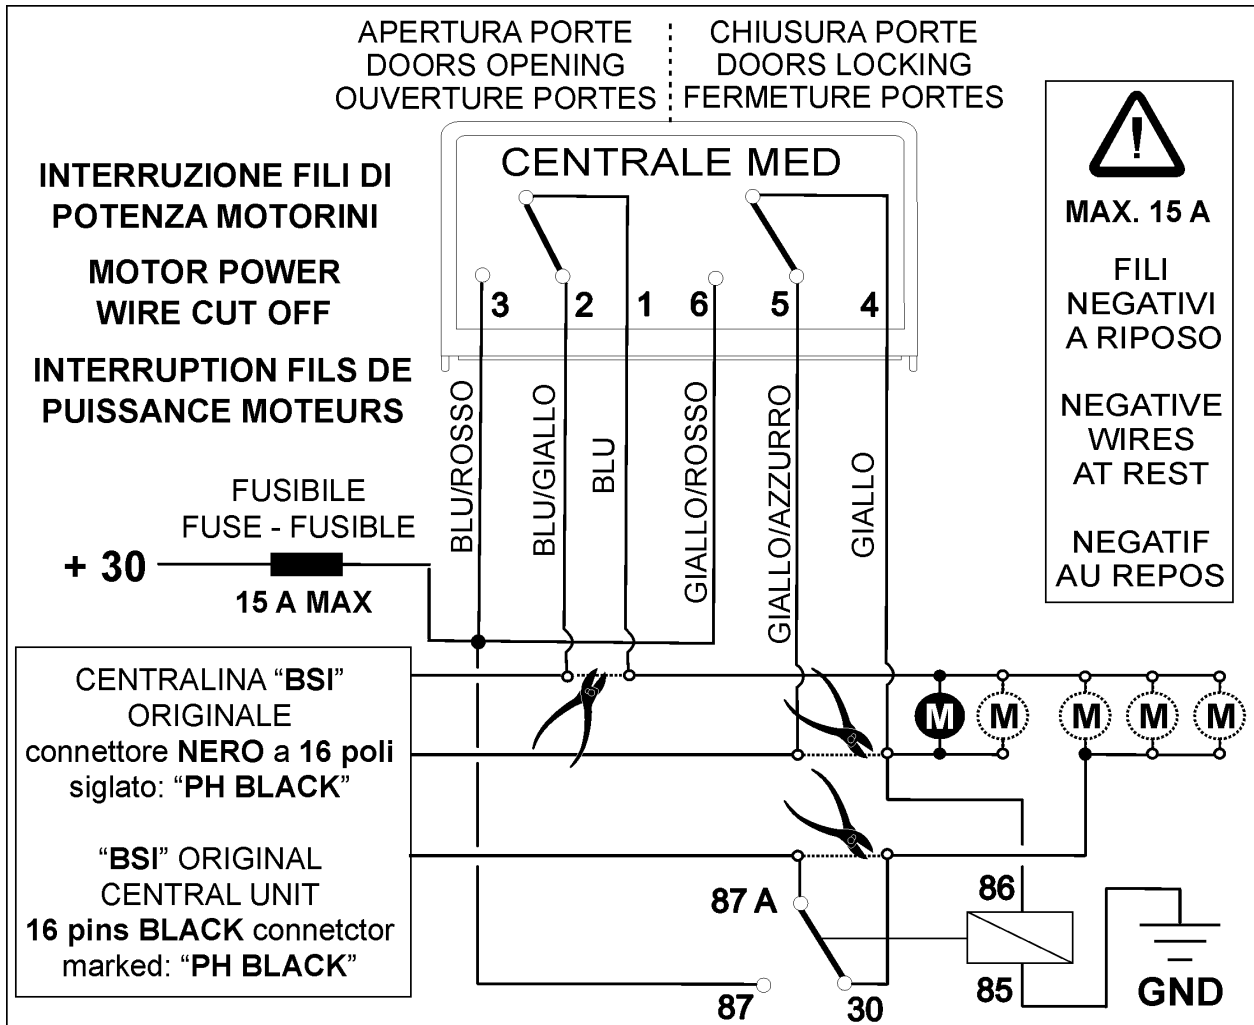 APERTURA PORTE
DOORS OPENING
OUVERTURE PORTES
CHIUSURA PORTE
DOORS LOCKING
FERMETURE PORTES
CENTRALE MED
INTERRUZIONE FILI DI
POTENZA MOTORINI
MOTOR POWER
WIRE CUT OFF
INTERRUPTION FILS DE
PUISSANCE MOTEURS
3
2
1
6
5
4
!
MAX. 15 A
FILI
NEGATIVI
A RIPOSO
NEGATIVE
WIRES
AT REST
NEGATIF
AU REPOS
BLU/ROSSO
BLU/GIALLO
BLU
GIALLO/ROSSO
GIALLO/AZZURRO
GIALLO
FUSIBILE
FUSE - FUSIBLE
+ 30
15 A MAX
CENTRALINA “BSI”
ORIGINALE
connettore NERO a 16 poli
siglato: “PH BLACK”
“BSI” ORIGINAL
CENTRAL UNIT
16 pins BLACK connetctor
marked: “PH BLACK”
M
M
M
M
M
87 A
87
30
86
85
GND